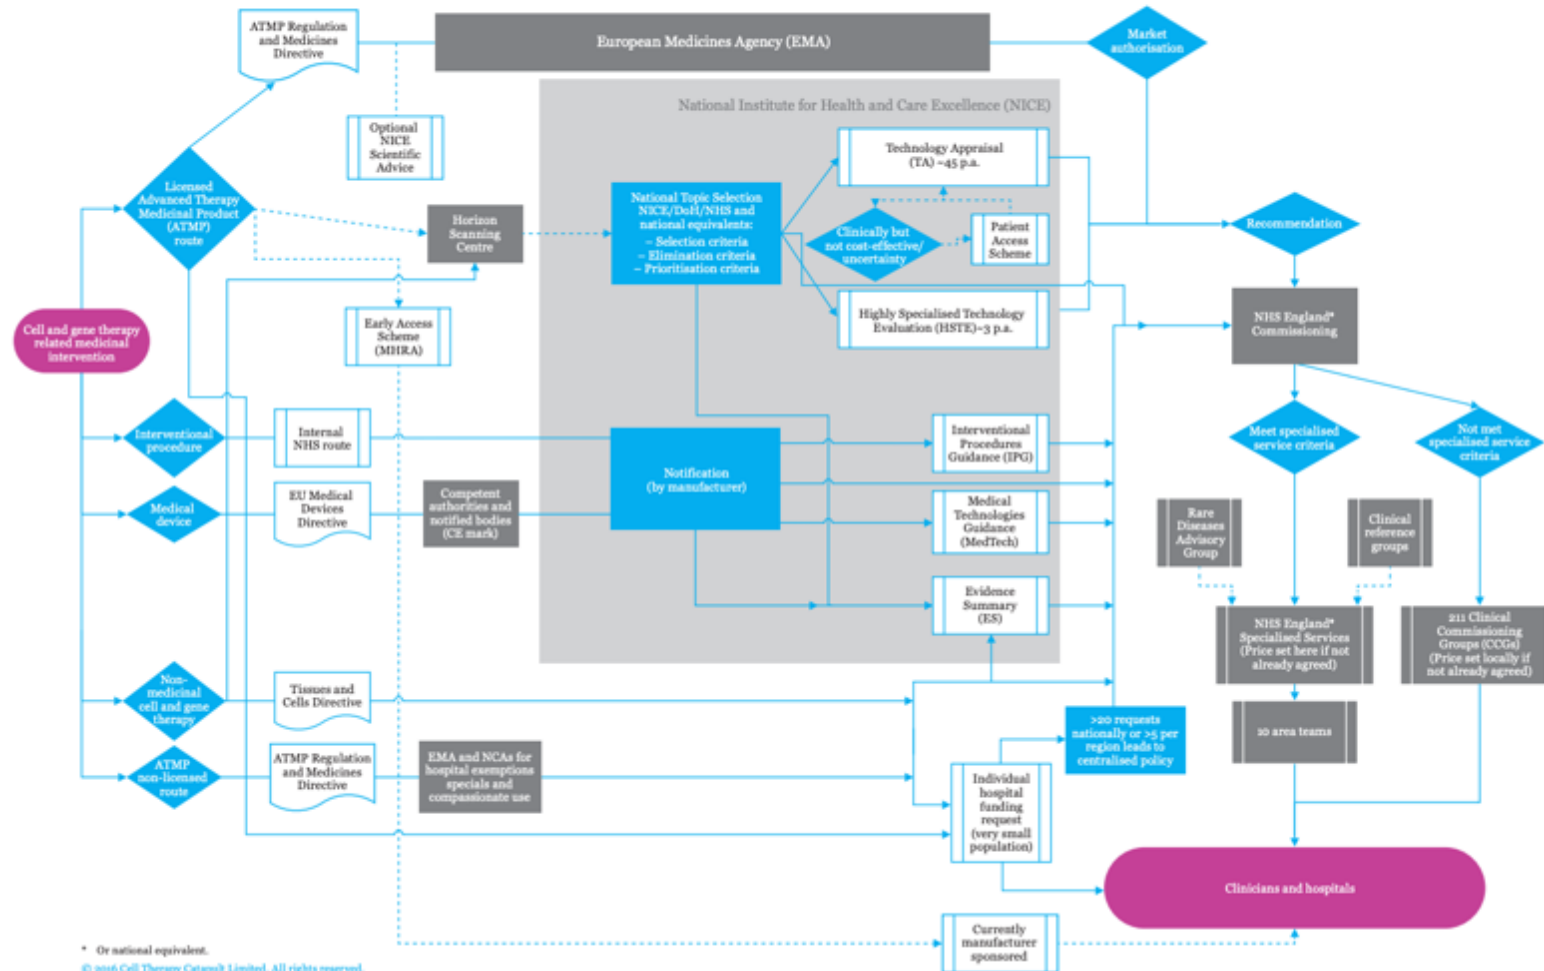 ATMP Regulation
and Medicines
Directive
European Medicines Agency (EMA)
Market
authorisation
National Institute for Health and Care Excellence (NICE)
Optional
NICE
Scientific
Advice
Technology Appraisal
(TA) ~45 p.a.
Licensed
Advanced Therapy
Medicinal Product
(ATMP)
route
Horizon
Scanning
Centre
National Topic Selection
NICE/DoH/NHS and
national equivalents:
– Selection criteria
– Elimination criteria
– Prioritisation criteria
Clinically but
not cost-effective/
uncertainty
Patient
Access
Scheme
Recommendation
Cell and gene therapy
related medicinal
intervention
Early Access
Scheme
(MHRA)
Highly Specialised Technology
Evaluation (HSTE)~3 p.a.
NHS England*
Commissioning
Interventional
procedure
Internal
NHS route
Notification
(by manufacturer)
Interventional
Procedures
Guidance (IPG)
Meet specialised
service criteria
Not met
specialised service
criteria
Medical
device
EU Medical
Devices
Directive
Competent
authorities and
notified bodies
(CE mark)
Medical
Technologies
Guidance
(MedTech)
Rare
Diseases
Advisory
Group
Clinical
reference
groups
Evidence
Summary
(ES)
NHS England*
Specialised Services
(Price set here if not
already agreed)
211 Clinical
Commissioning
Groups (CCGs)
(Price set locally if
not already agreed)
Non-
medicinal
cell and gene
therapy
Tissues and
Cells Directive
>20 requests
nationally or >5 per
region leads to
centralised policy
10 area teams
ATMP
non-licensed
route
ATMP Regulation
and Medicines
Directive
EMA and NCAs for
hospital exemptions
specials and
compassionate use
Individual
hospital
funding
request
(very small
population)
Clinicians and hospitals
Currently
manufacturer
sponsored
* Or national equivalent.
© 2016 Cell Therapy Catapult Limited. All rights reserved